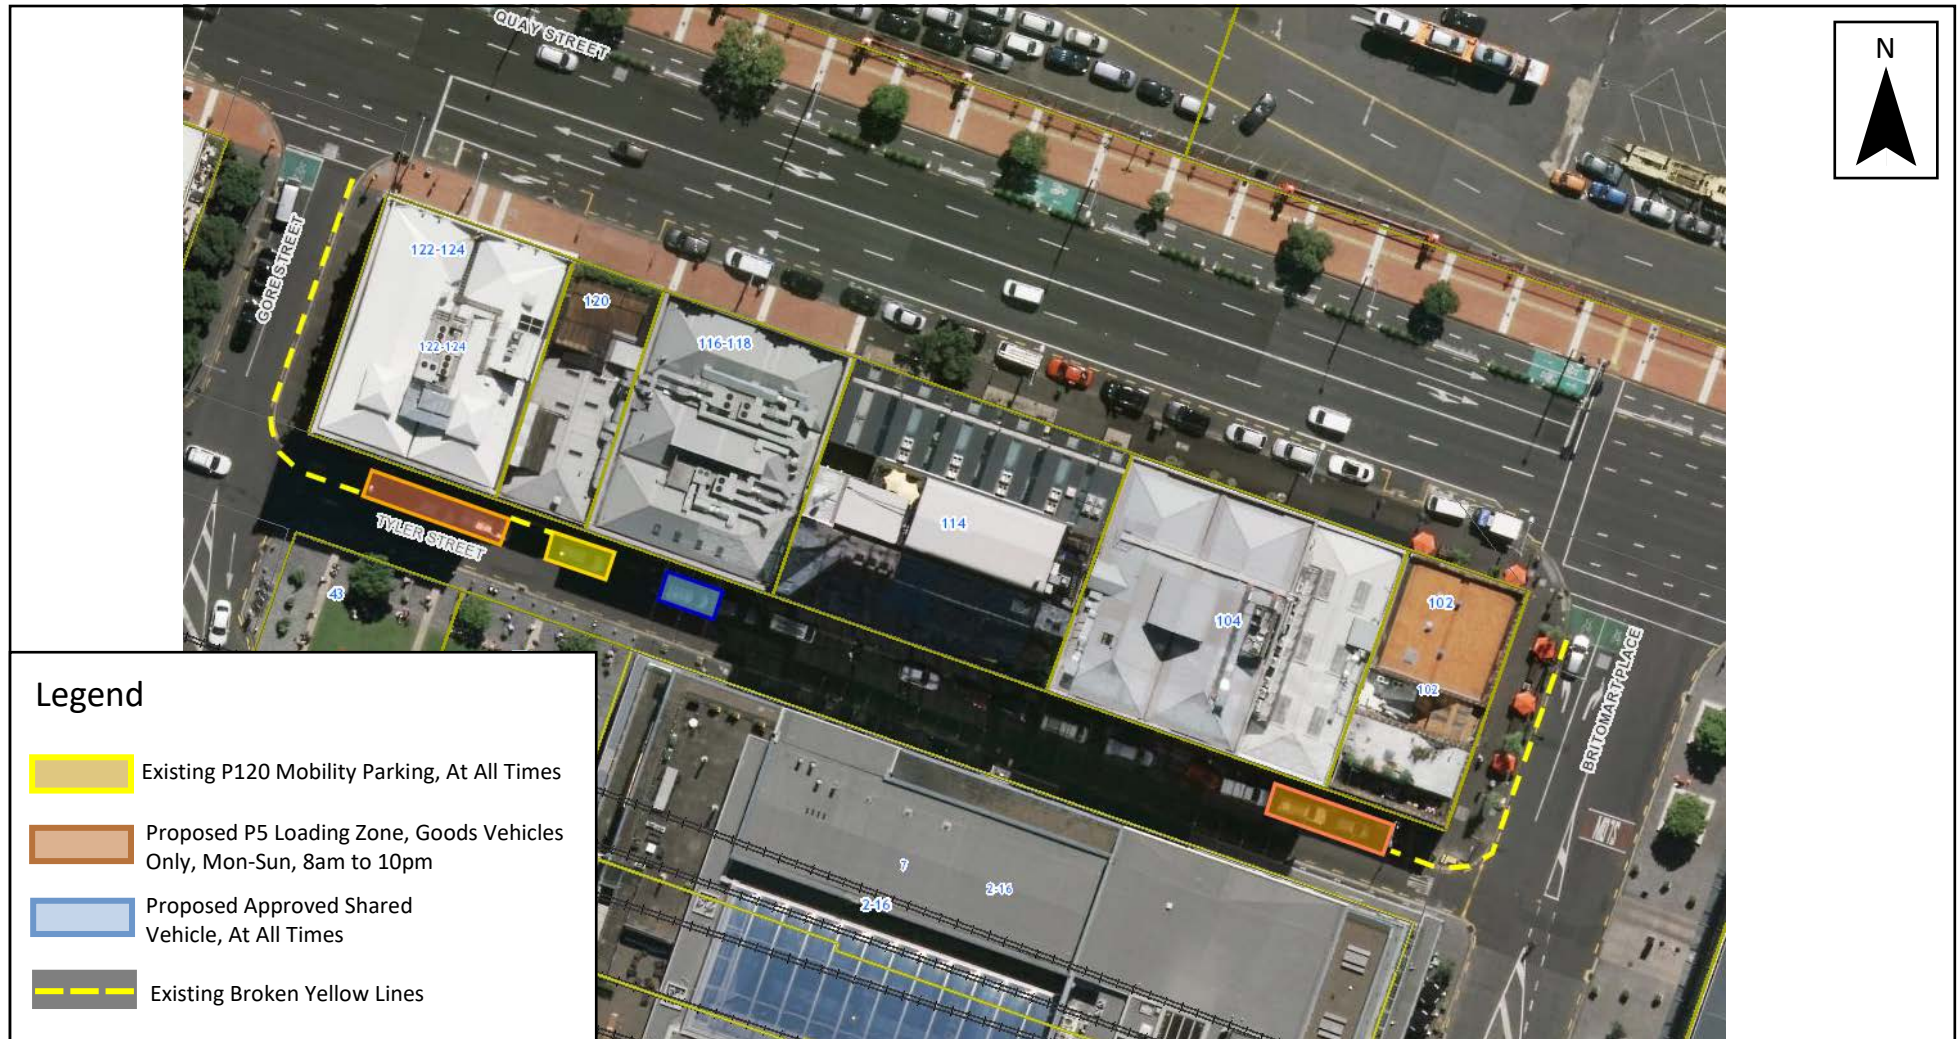 QUAY STREET
N
GORE STREET
122-124
122-124
120
116-118
114
104
102
102
TYLER STREET
43
BRITOMART PLACE
7
2-16
2-16
Legend
Existing P120 Mobility Parking, At All Times
Proposed P5 Loading Zone, Goods Vehicles
Only, Mon-Sun, 8am to 10pm
Proposed Approved Shared
Vehicle, At All Times
Existing Broken Yellow Lines